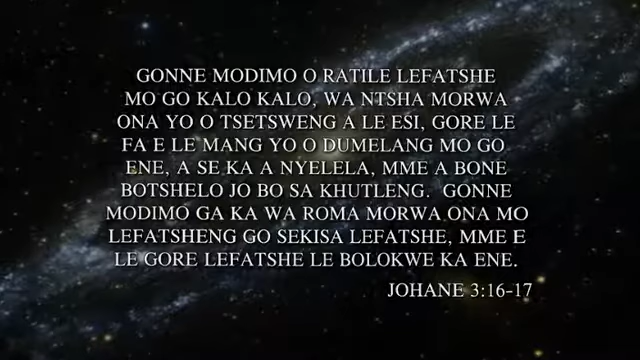 GONNE MODIMO O RATILE LEFATSHE
MO GO KALO KALO, WA NTSHA MORWA
ONA YO O TSETSWENG A LE ESI, GORE LE
FA E LE MANG YO O DUMELANG MO GO
ENE, A SE KA A NYELELA, MME A BONE
BOTSHELO JO BO SA KHUTLENG. GONNE
MODIMO GA KA WA ROMA MORWA ONA MO
LEFATSHENG GO SEKISA LEFATSHE, MME E
LE GORE LEFATSHE LE BOLOKWE KA ENE.
JOHANE 3:16-17